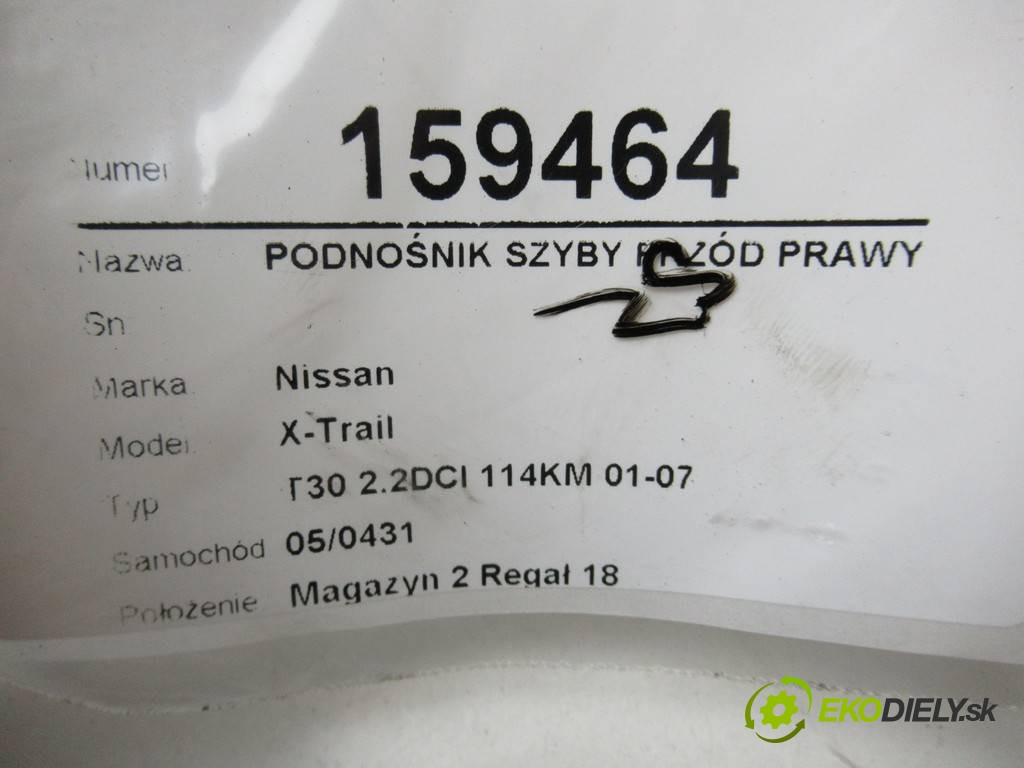 Numer 159464
Nazwa: PODNOŚNIK SZYBY PRZÓD PRAWY
Sn
Marka: Nissan
Model: X-Trail
Typ T30 2.2DCI 114KM 01-07
Samochód 05/0431
Położenie Magazyn 2 Regał 18
EKODIELY.sk